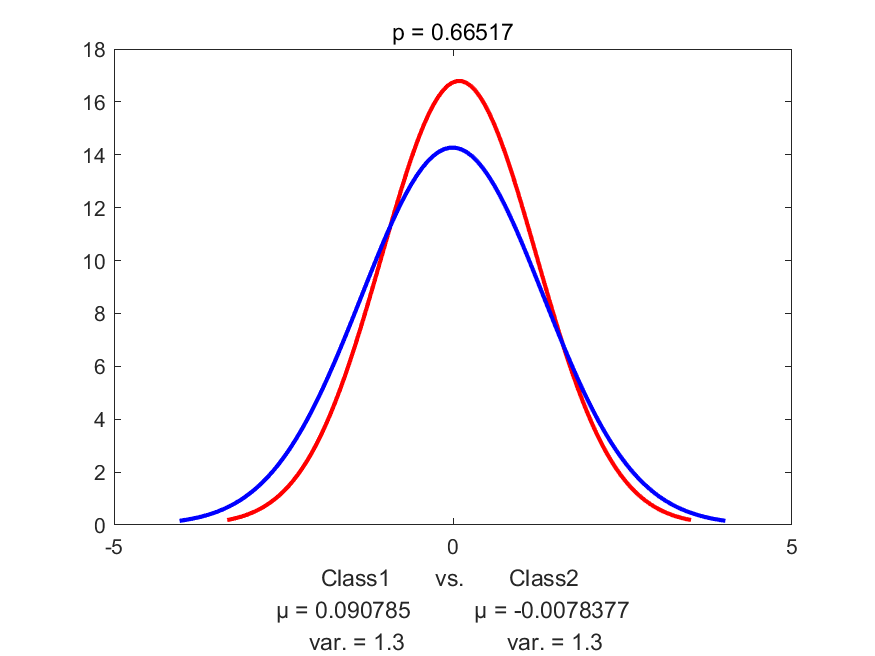 p = 0.66517
18
16
14
12
10
8
6
4
2
0
-5 0 5
Class1 vs. Class2
μ = 0.090785 μ = -0.0078377
var. = 1.3 var. = 1.3